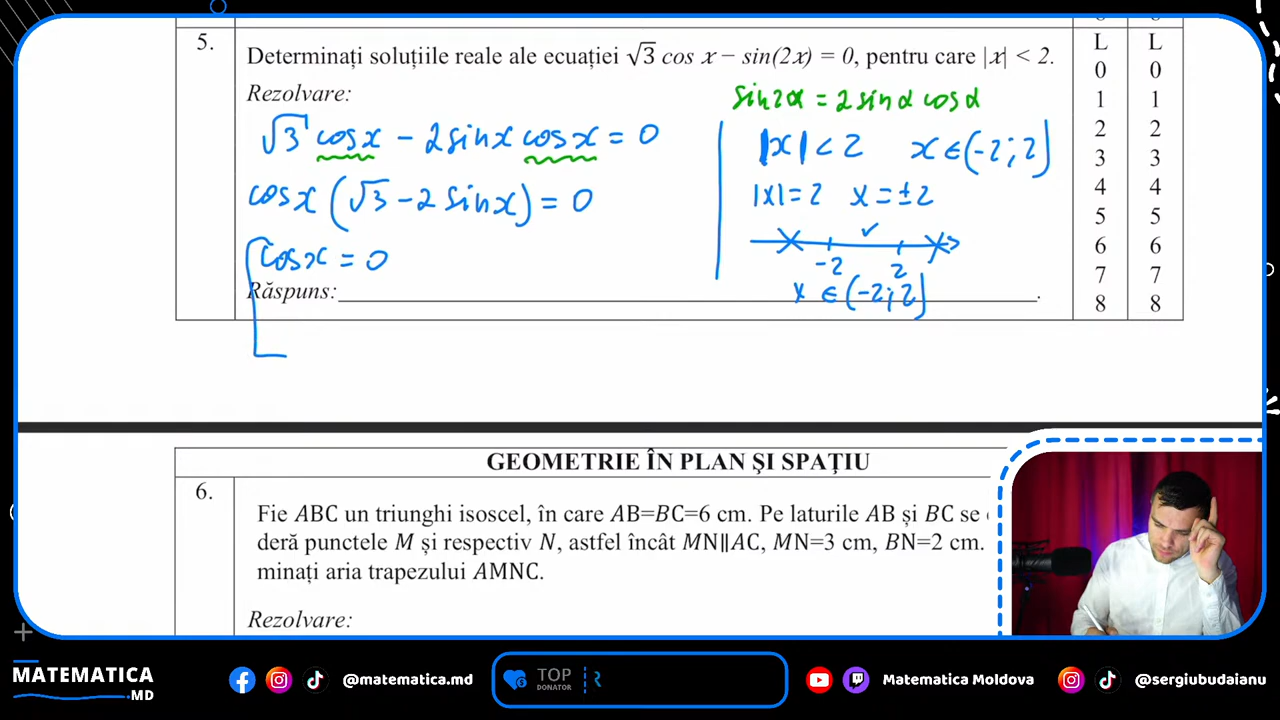 5.
Determinați soluțiile reale ale ecuației √3 cos x − sin(2x) = 0, pentru care |x| < 2.
Rezolvare:
sin2α = 2sinα cosα
√3 cosx − 2sinx cosx = 0
|x| < 2 x ∈ (-2; 2)
cosx (√3 − 2 sinx) = 0
|x| = 2 x = ±2
cosx = 0
-2 2
Răspuns: .
x ∈ (-2; 2)
L L
0 0
1 1
2 2
3 3
4 4
5 5
6 6
7 7
8 8
GEOMETRIE ÎN PLAN ŞI SPAŢIU
6.
Fie ABC un triunghi isoscel, în care AB=BC=6 cm. Pe laturile AB și BC se
deră punctele M și respectiv N, astfel încât MN∥AC, MN=3 cm, BN=2 cm.
minați aria trapezului AMNC.
Rezolvare:
MATEMATICA
.MD
@matematica.md
TOP
DONATOR
R
Matematica Moldova
@sergiubudaianu